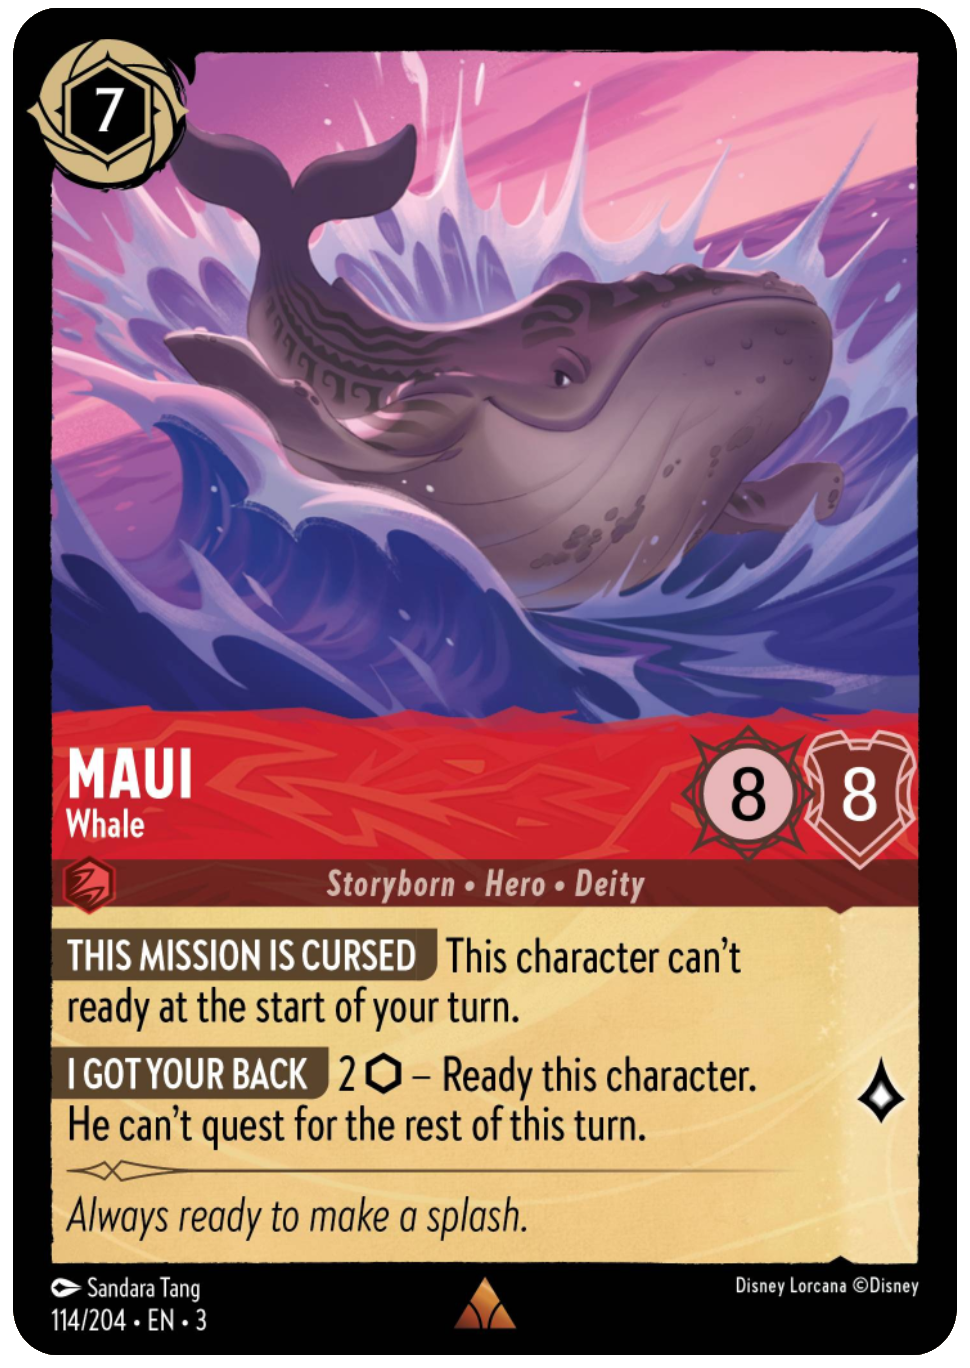 7
MAUI
Whale
8
8
Storyborn • Hero • Deity
THIS MISSION IS CURSED This character can't
ready at the start of your turn.
I GOT YOUR BACK 2 ⬡ – Ready this character.
He can't quest for the rest of this turn.
Always ready to make a splash.
Sandara Tang
114/204 • EN • 3
Disney Lorcana ©Disney